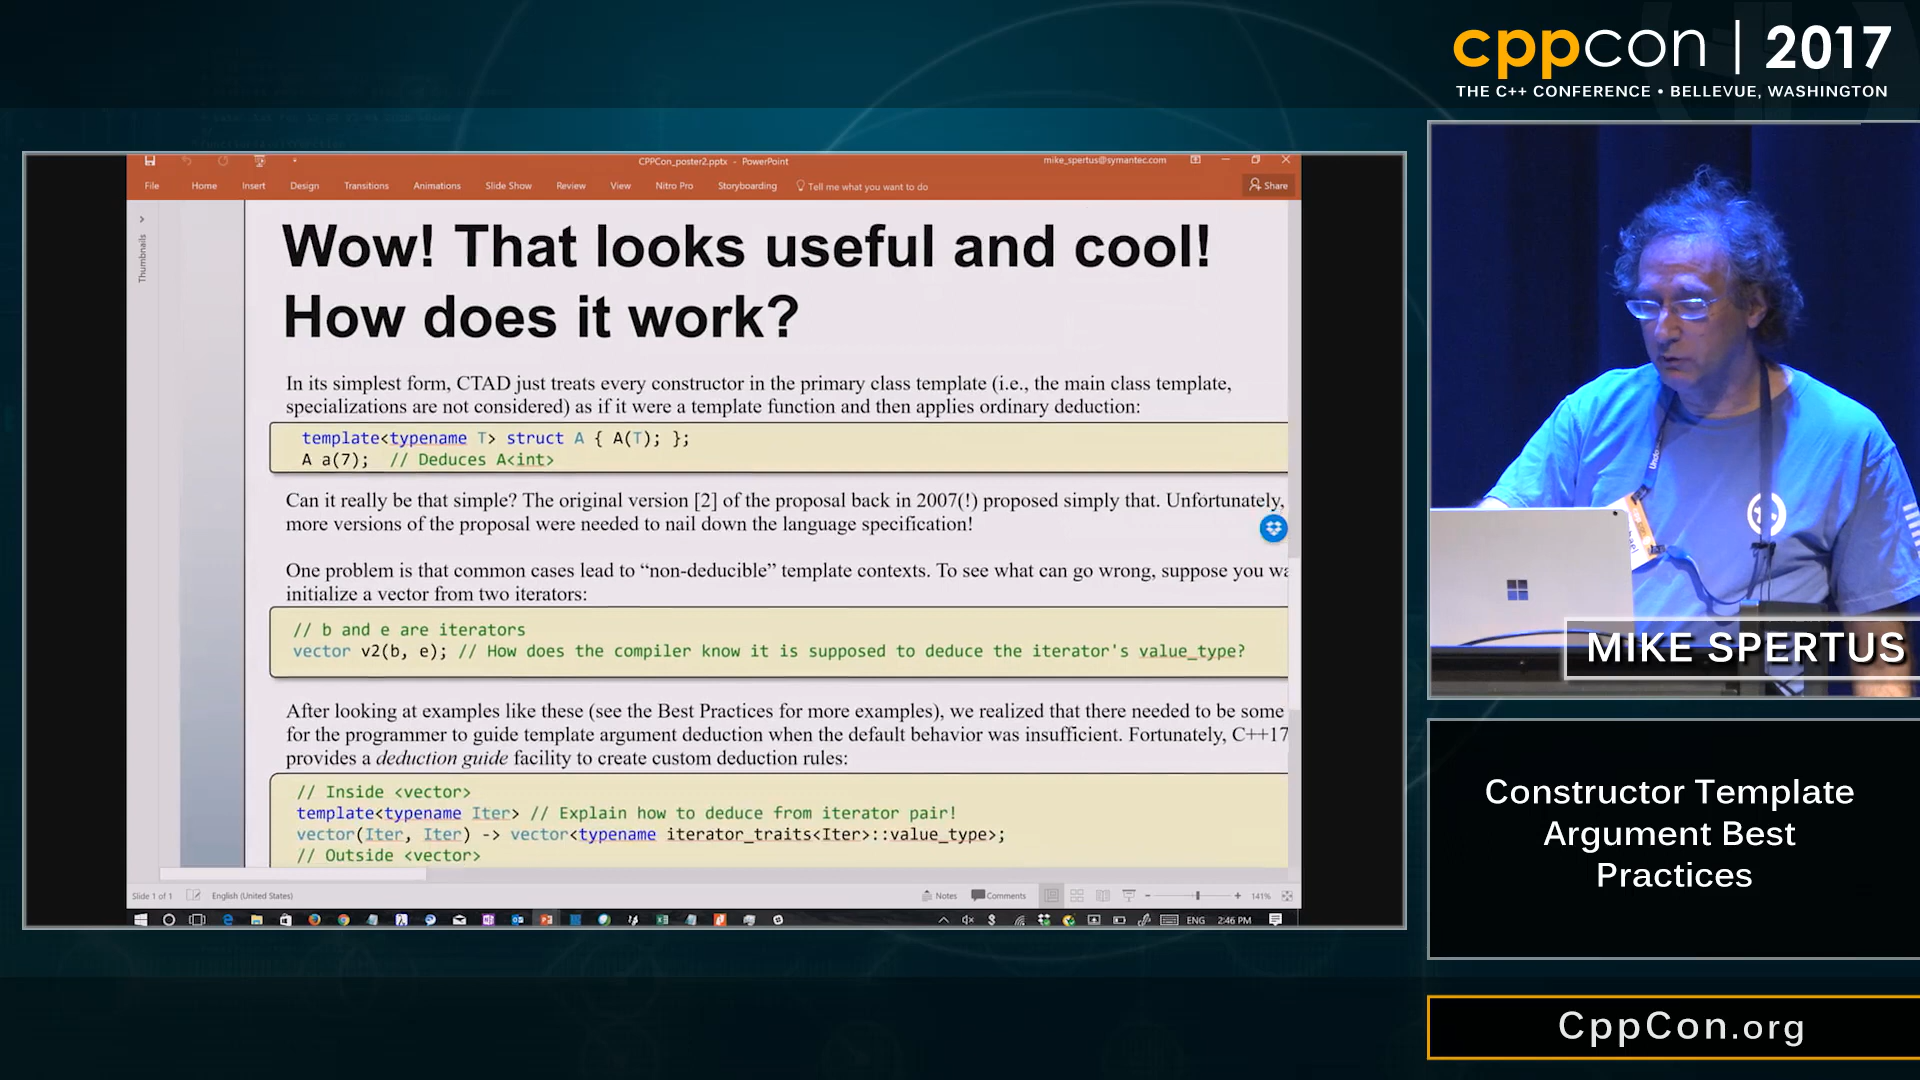 cppcon | 2017
THE C++ CONFERENCE • BELLEVUE, WASHINGTON
CPPCon_poster2.pptx - PowerPoint
mike_spertus@symantec.com
File Home Insert Design Transitions Animations Slide Show Review View Nitro Pro Storyboarding Tell me what you want to do Share
Thumbnails
Wow! That looks useful and cool!
How does it work?
In its simplest form, CTAD just treats every constructor in the primary class template (i.e., the main class template,
specializations are not considered) as if it were a template function and then applies ordinary deduction:
template<typename T> struct A { A(T); };
A a(7); // Deduces A<int>
Can it really be that simple? The original version [2] of the proposal back in 2007(!) proposed simply that. Unfortunately,
more versions of the proposal were needed to nail down the language specification!
One problem is that common cases lead to “non-deducible” template contexts. To see what can go wrong, suppose you wa
initialize a vector from two iterators:
// b and e are iterators
vector v2(b, e); // How does the compiler know it is supposed to deduce the iterator's value_type?
After looking at examples like these (see the Best Practices for more examples), we realized that there needed to be some
for the programmer to guide template argument deduction when the default behavior was insufficient. Fortunately, C++17
provides a deduction guide facility to create custom deduction rules:
// Inside <vector>
template<typename Iter> // Explain how to deduce from iterator pair!
vector(Iter, Iter) -> vector<typename iterator_traits<Iter>::value_type>;
// Outside <vector>
Slide 1 of 1 English (United States) Notes Comments 141%
ENG 2:46 PM
MIKE SPERTUS
Constructor Template
Argument Best
Practices
CppCon.org